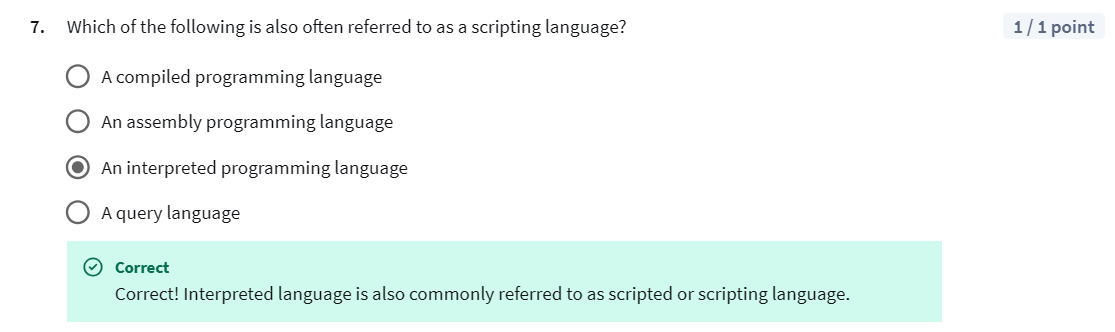 7. Which of the following is also often referred to as a scripting language? 1 / 1 point
A compiled programming language
An assembly programming language
An interpreted programming language
A query language
Correct
Correct! Interpreted language is also commonly referred to as scripted or scripting language.